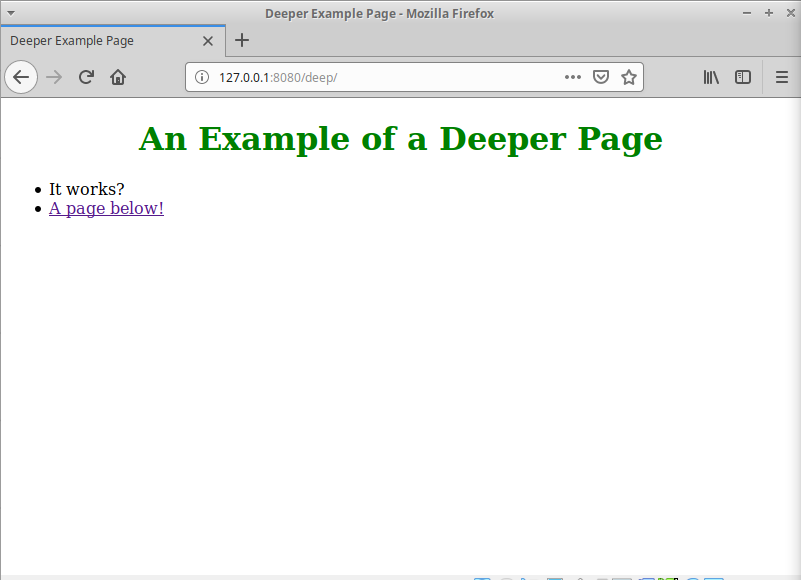 Deeper Example Page - Mozilla Firefox
Deeper Example Page
127.0.0.1:8080/deep/
An Example of a Deeper Page
It works?
A page below!